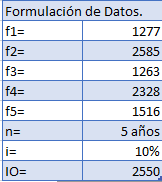 Formulación de Datos.
f1= 1277
f2= 2585
f3= 1263
f4= 2328
f5= 1516
n= 5 años
i= 10%
IO= 2550